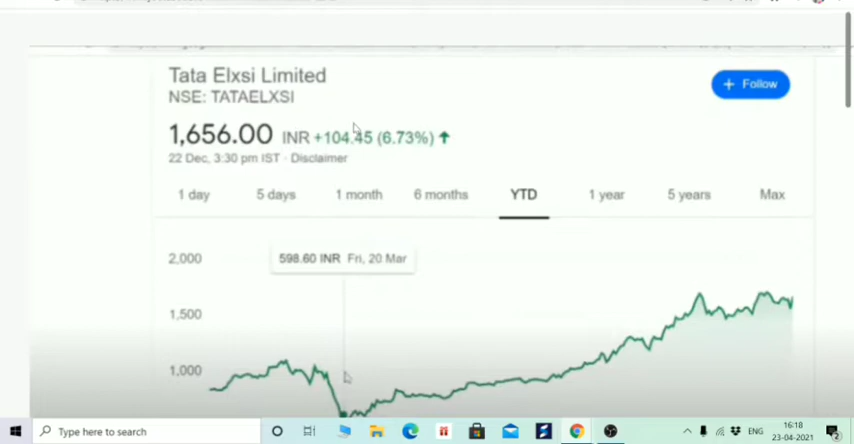 Tata Elxsi Limited
NSE: TATAELXSI
+ Follow
1,656.00 INR +104.45 (6.73%) ↑
22 Dec, 3:30 pm IST · Disclaimer
1 day 5 days 1 month 6 months YTD 1 year 5 years Max
2,000
598.60 INR Fri, 20 Mar
1,500
1,000
Type here to search
ENG
16:18
23-04-2021
2